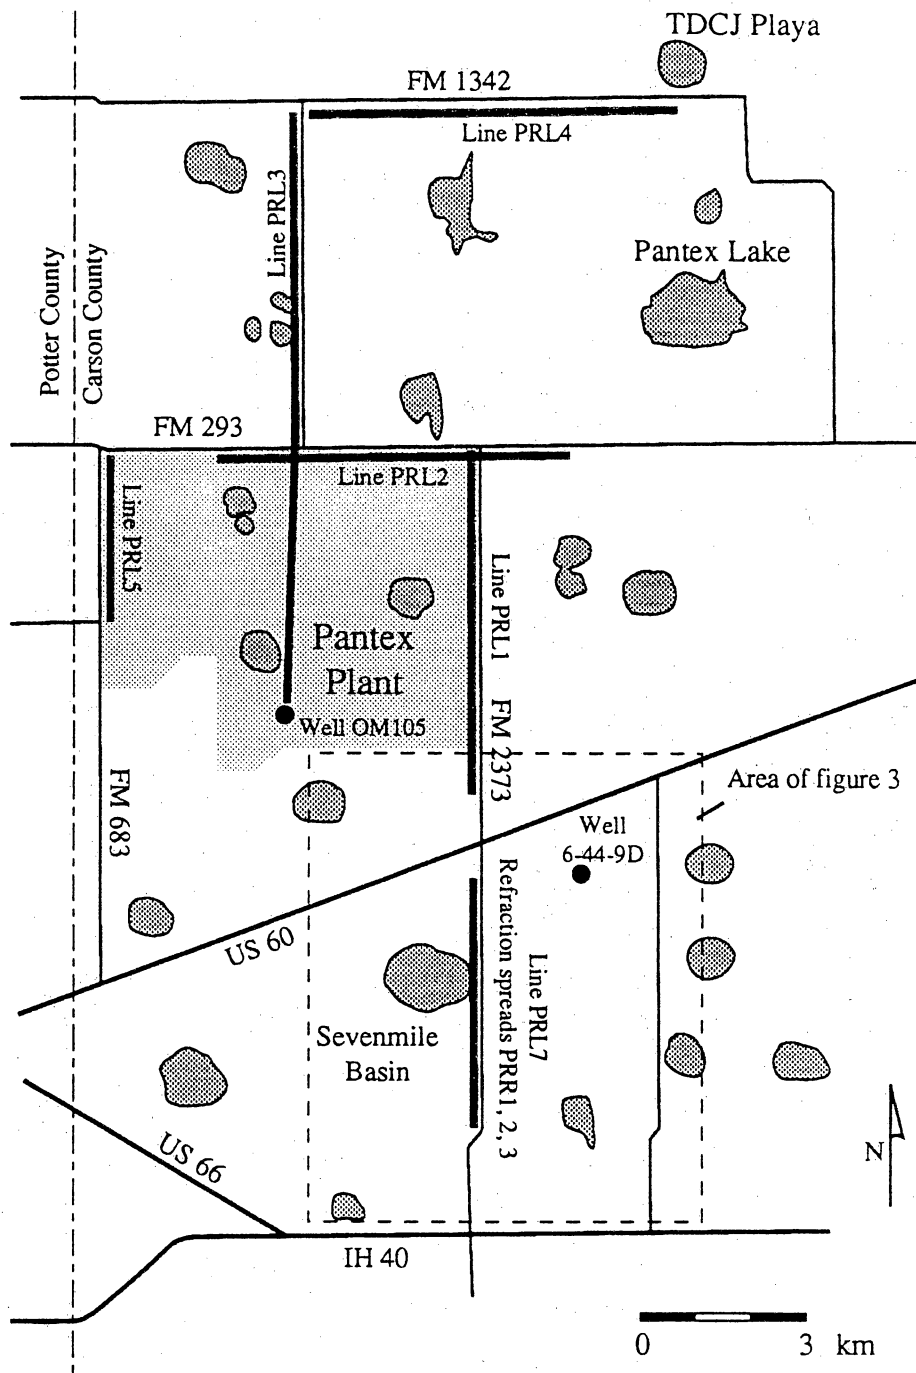 TDCJ Playa
FM 1342
Line PRL4
Line PRL3
Pantex Lake
Potter County
Carson County
FM 293
Line PRL2
Line PRL5
Line PRL1
FM 2373
Pantex
Plant
Well OM105
FM 683
Area of figure 3
Well
6-44-9D
US 60
Refraction spreads PRR1, 2, 3
Line PRL7
Sevenmile
Basin
US 66
N
IH 40
0 3 km